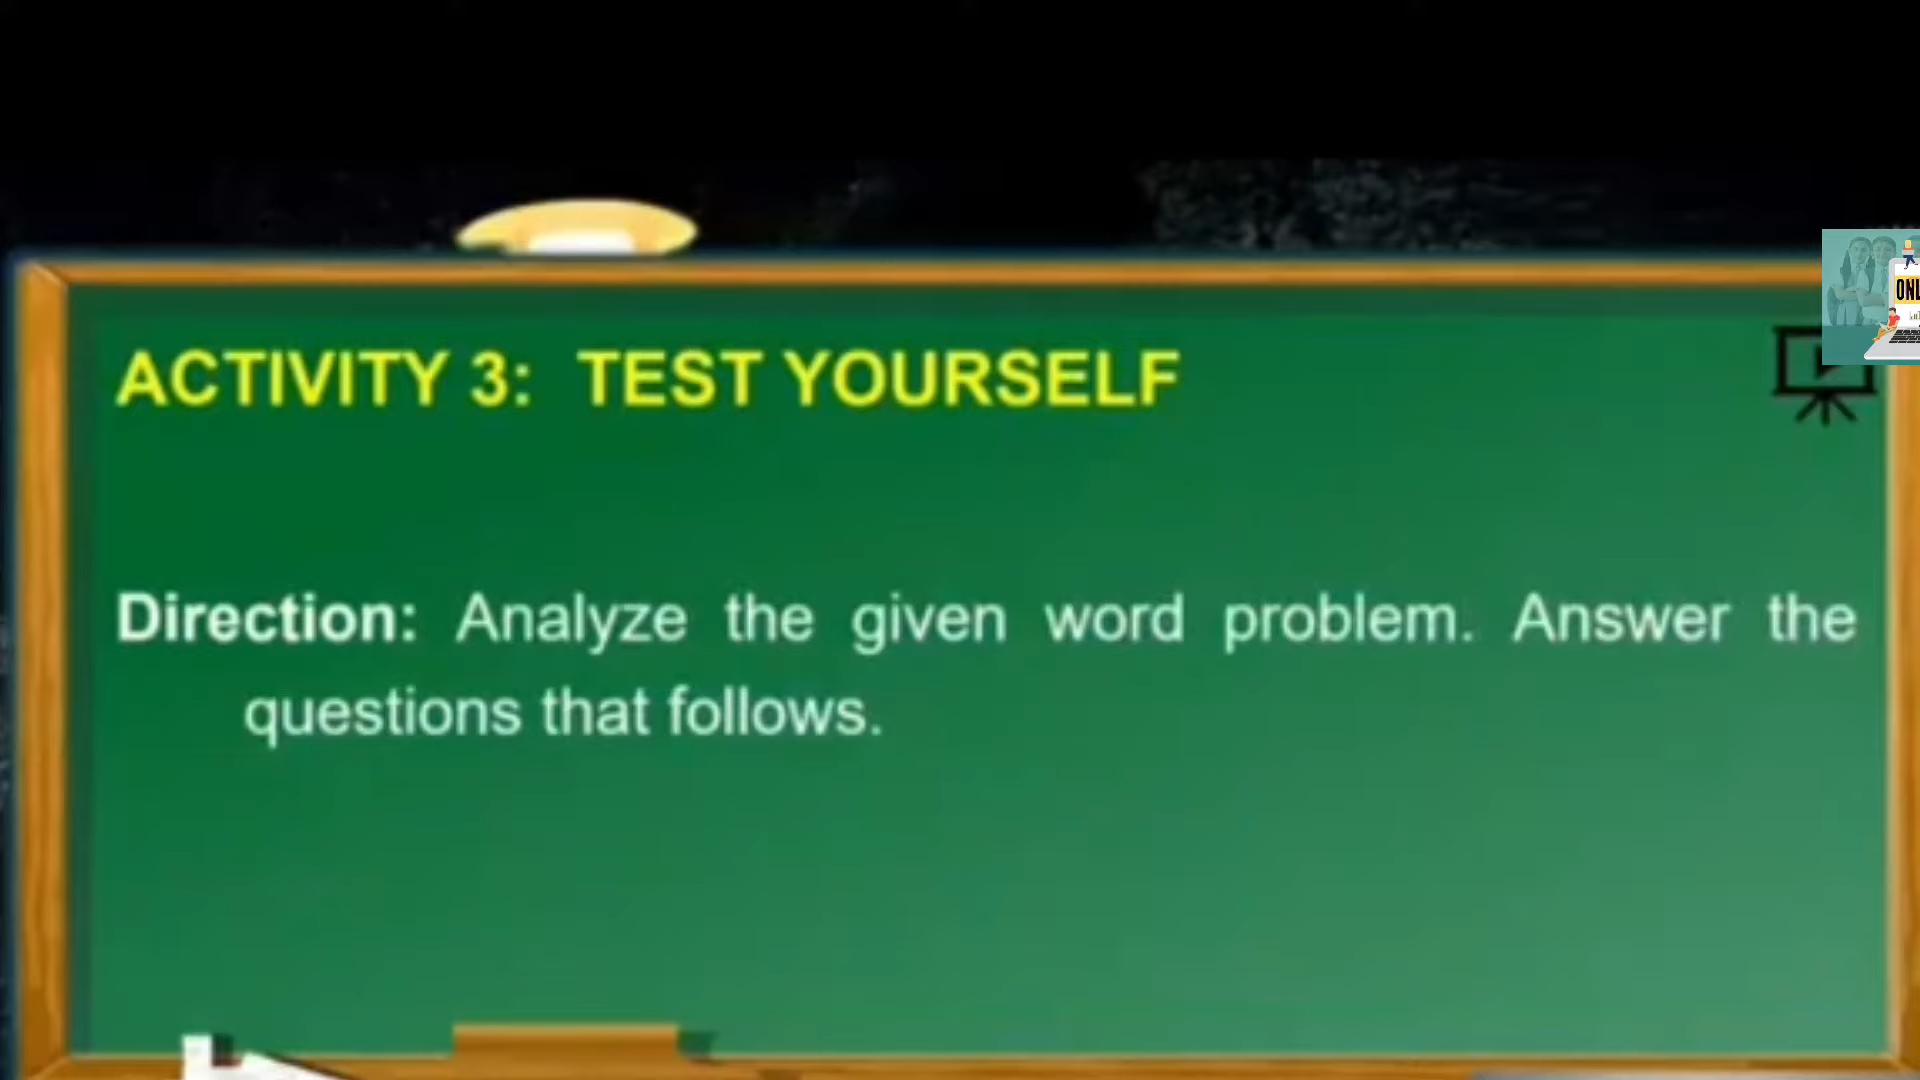 ACTIVITY 3: TEST YOURSELF
Direction: Analyze the given word problem. Answer the
questions that follows.